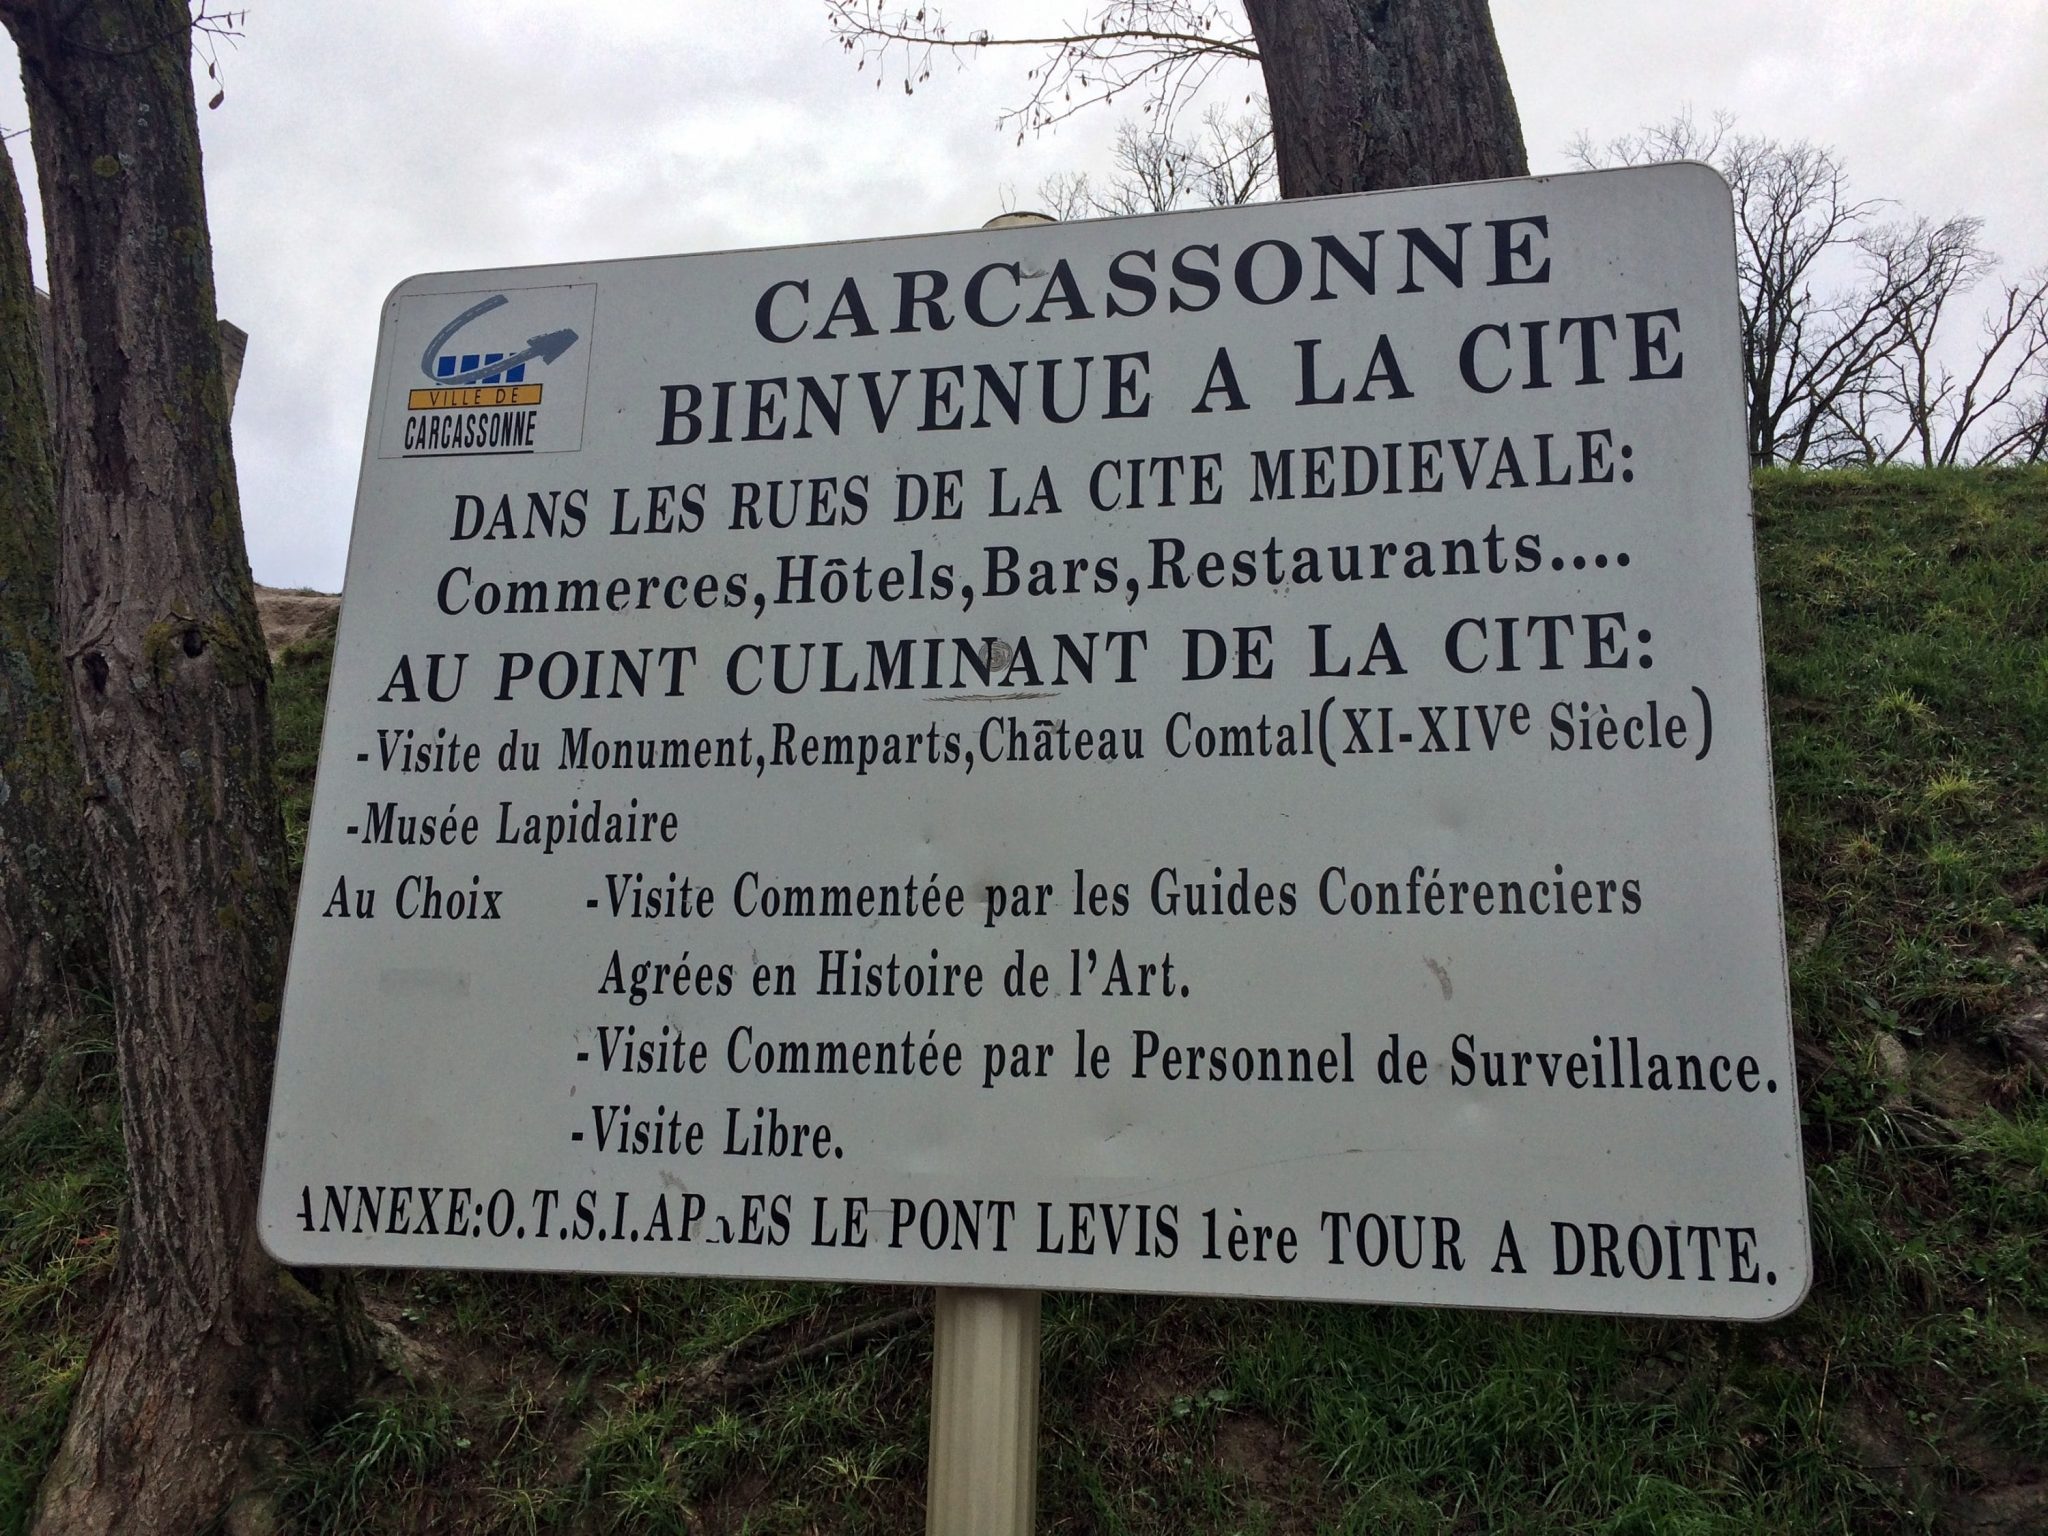 VILLE DE
CARCASSONNE
CARCASSONNE
BIENVENUE A LA CITE
DANS LES RUES DE LA CITE MEDIEVALE:
Commerces,Hôtels,Bars,Restaurants....
AU POINT CULMINANT DE LA CITE:
-Visite du Monument,Remparts,Château Comtal(XI-XIVe Siècle)
-Musée Lapidaire
Au Choix -Visite Commentée par les Guides Conférenciers
Agrées en Histoire de l'Art.
-Visite Commentée par le Personnel de Surveillance.
-Visite Libre.
ANNEXE:O.T.S.I.APRES LE PONT LEVIS 1ère TOUR A DROITE.